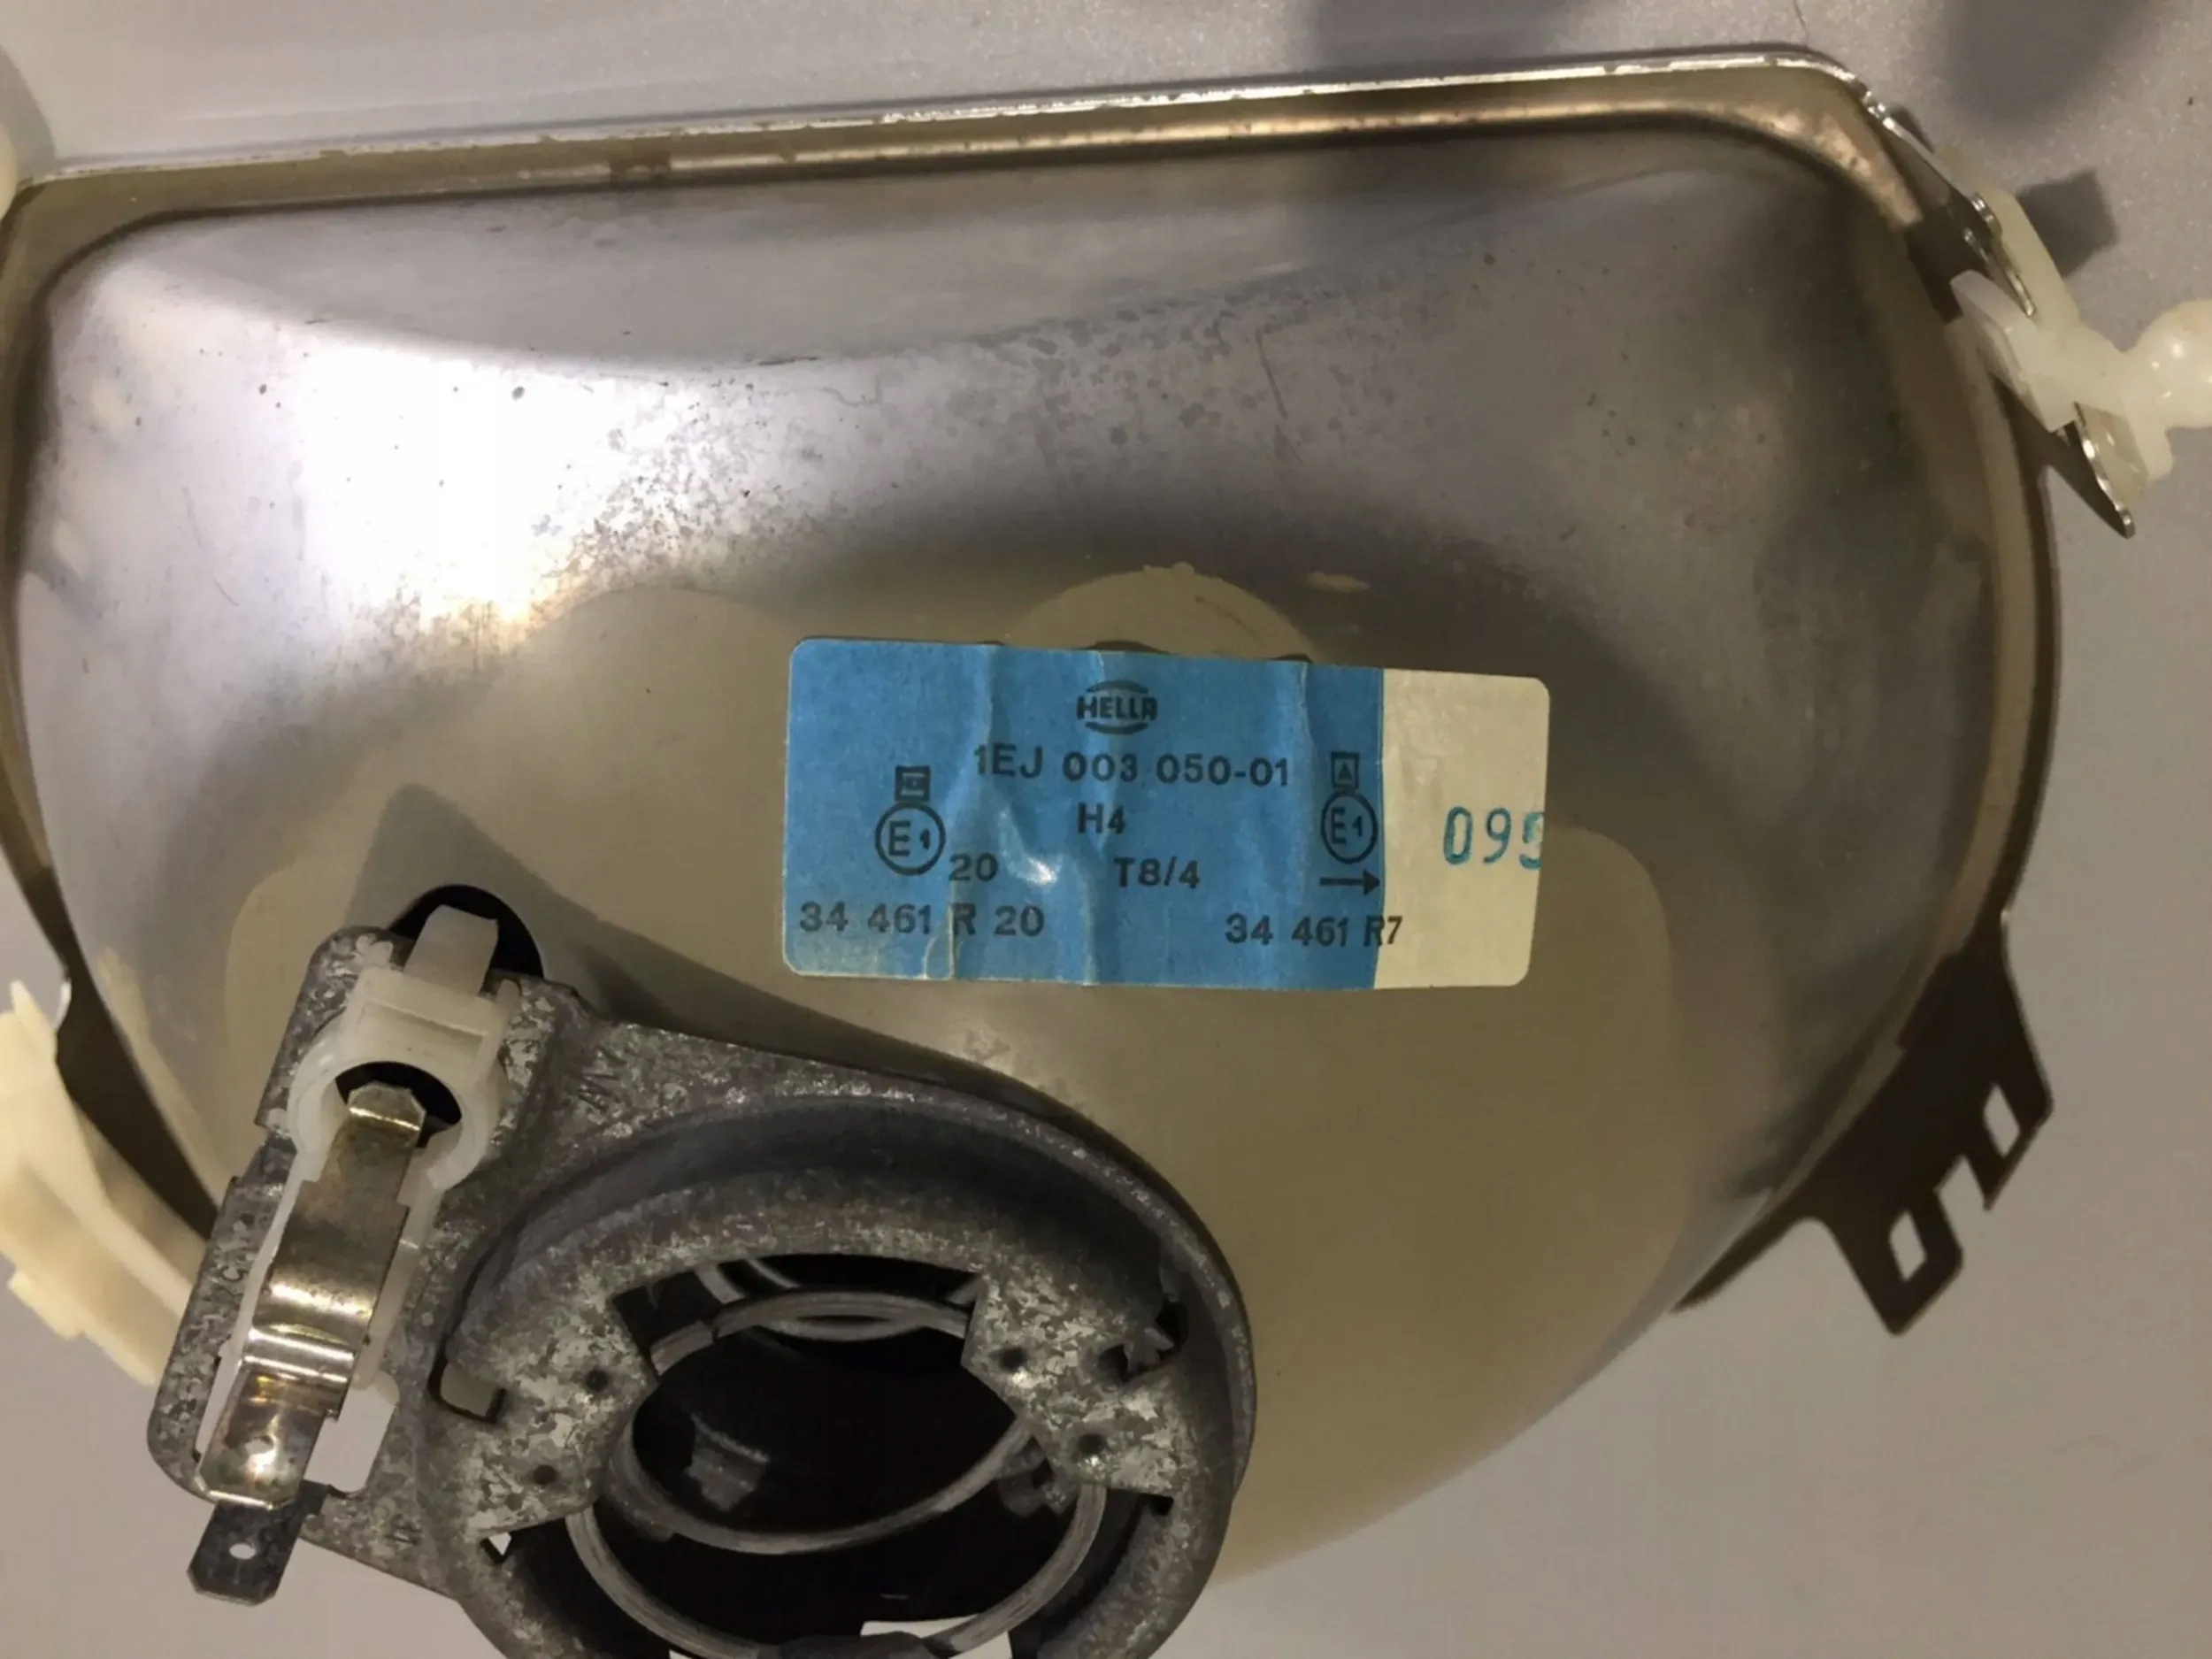 HELLA
1EJ 003 050-01
E1 H4 E1
20 T8/4 →
34 461 R 20 34 461 R7
095